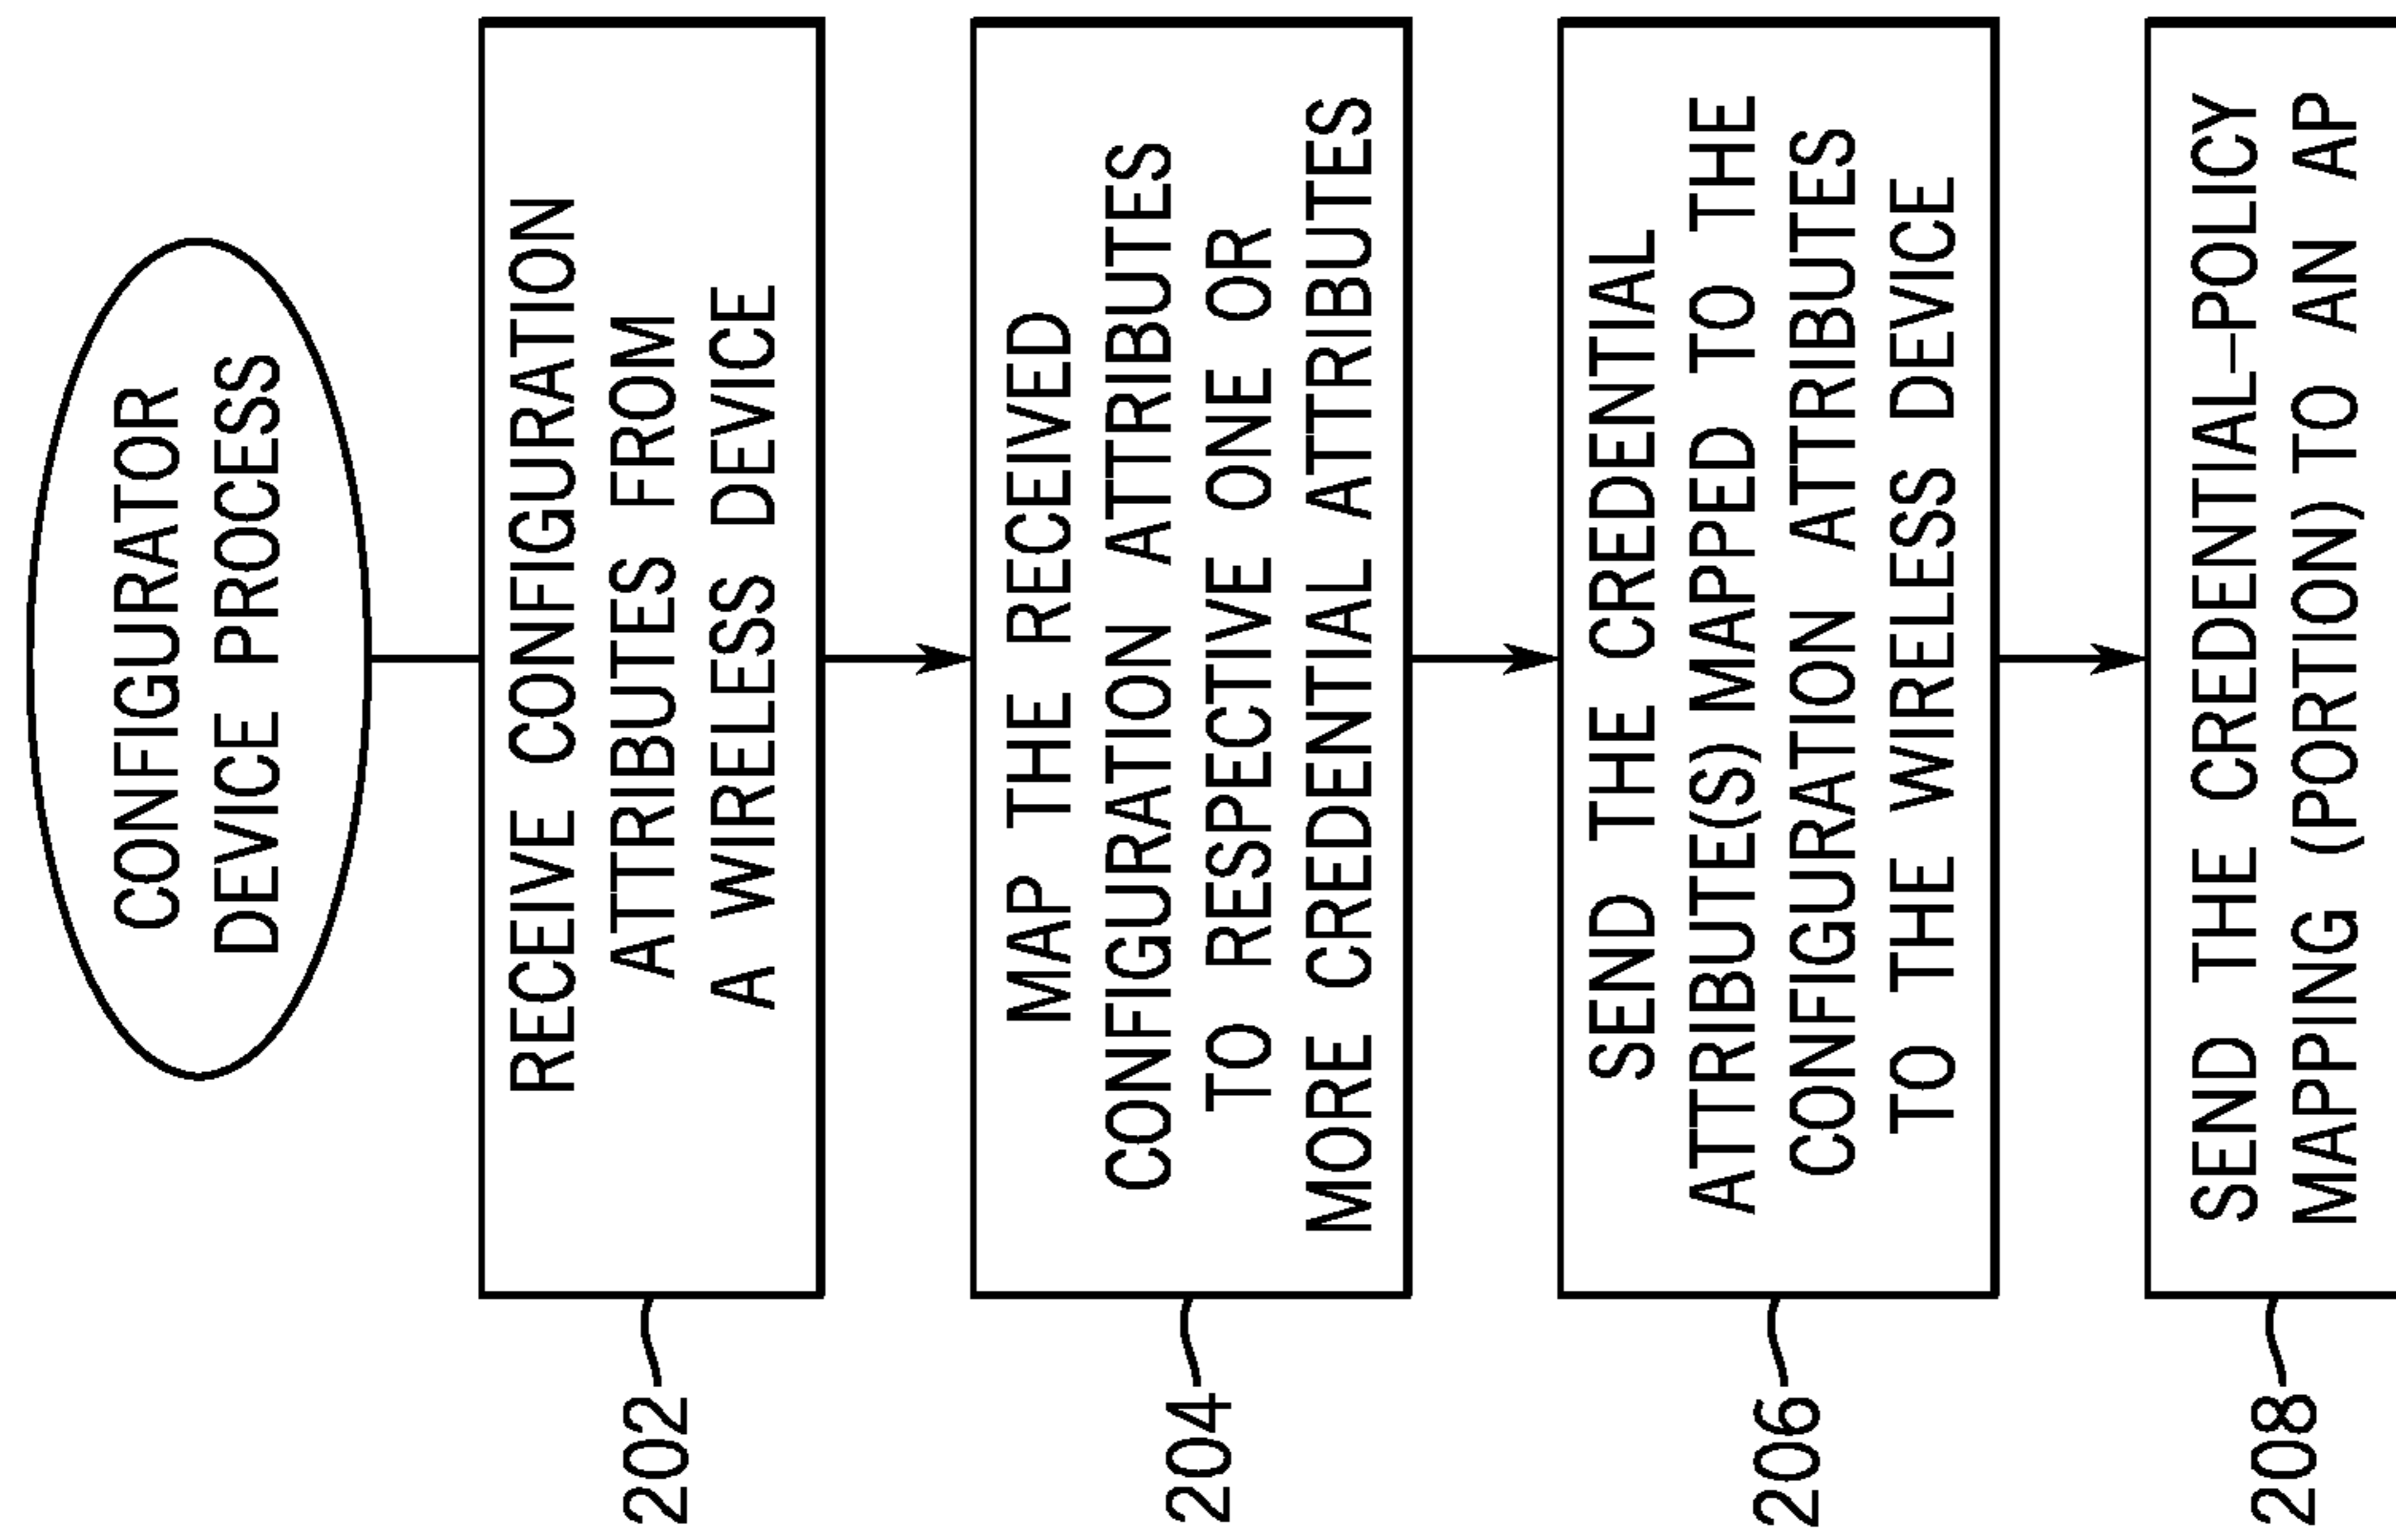 CONFIGURATOR
DEVICE PROCESS
202
RECEIVE CONFIGURATION
ATTRIBUTES FROM
A WIRELESS DEVICE
204
MAP THE RECEIVED
CONFIGURATION ATTRIBUTES
TO RESPECTIVE ONE OR
MORE CREDENTIAL ATTRIBUTES
206
SEND THE CREDENTIAL
ATTRIBUTE(S) MAPPED TO THE
CONFIGURATION ATTRIBUTES
TO THE WIRELESS DEVICE
208
SEND THE CREDENTIAL-POLICY
MAPPING (PORTION) TO AN AP